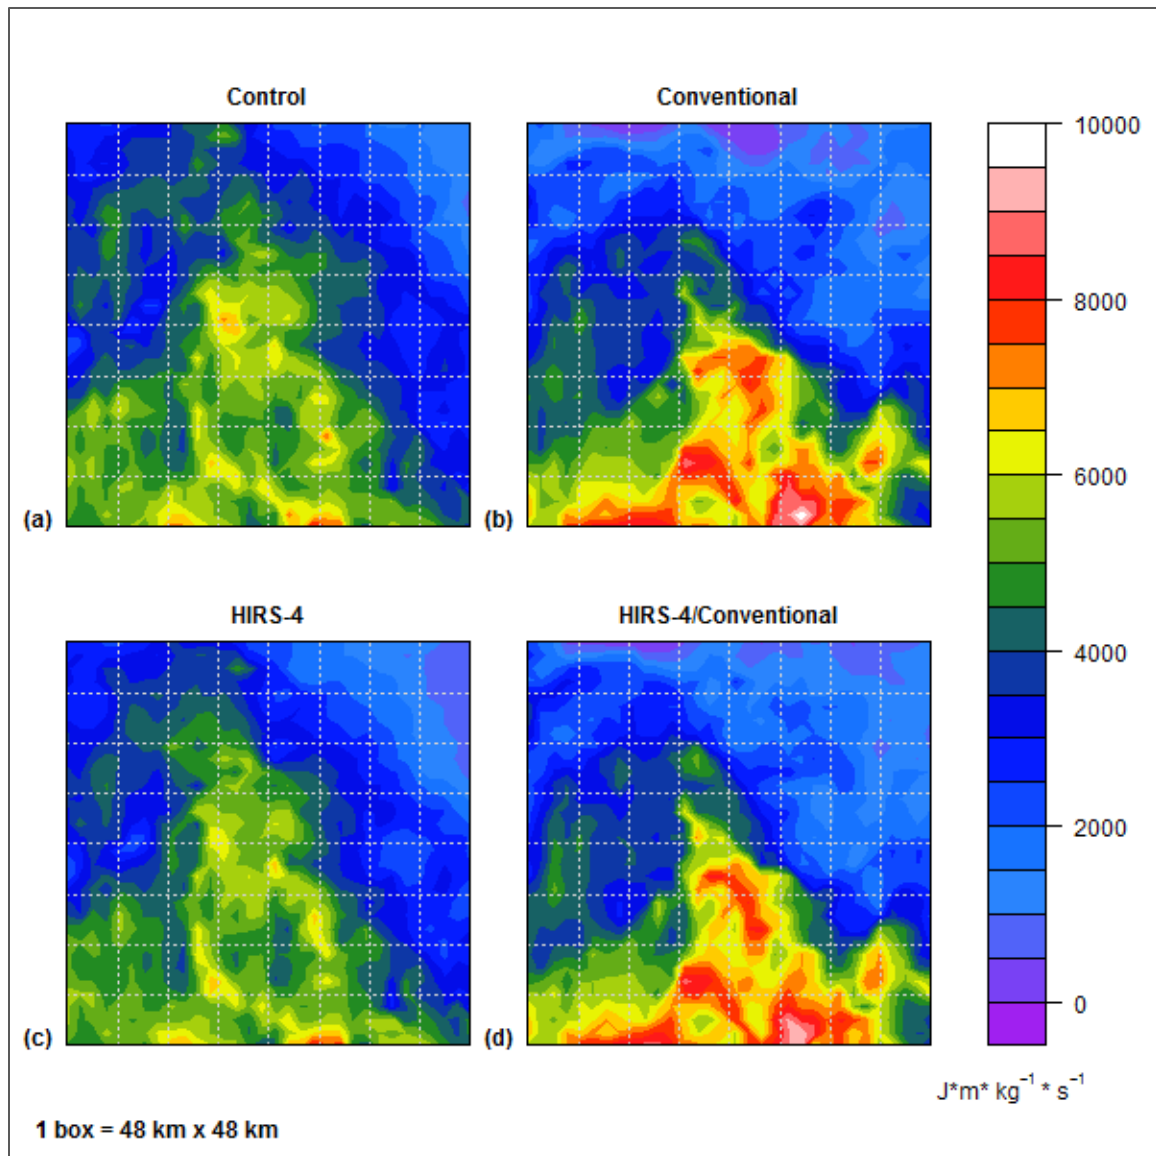 Control
Conventional
(a)
(b)
10000
8000
6000
4000
2000
0
HIRS-4
HIRS-4/Conventional
(c)
(d)
J*m* kg⁻¹ * s⁻¹
1 box = 48 km x 48 km